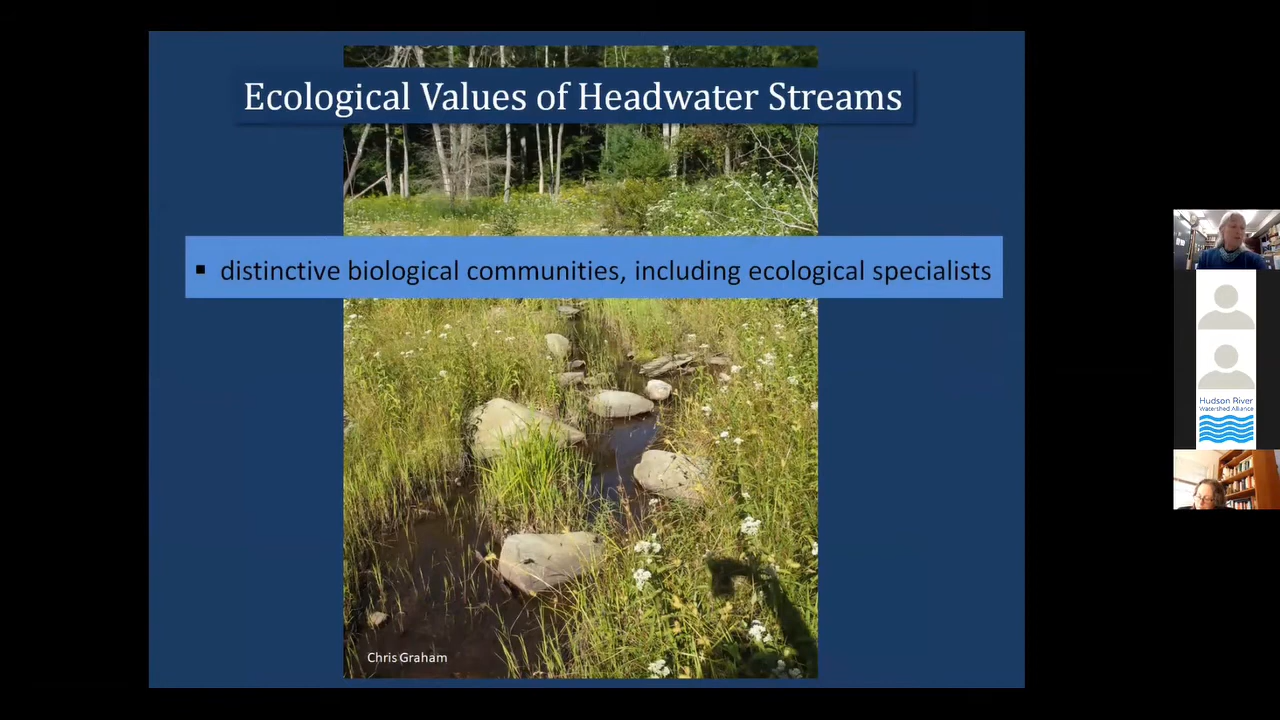 Ecological Values of Headwater Streams
▪ distinctive biological communities, including ecological specialists
Chris Graham
Hudson River
Watershed Alliance